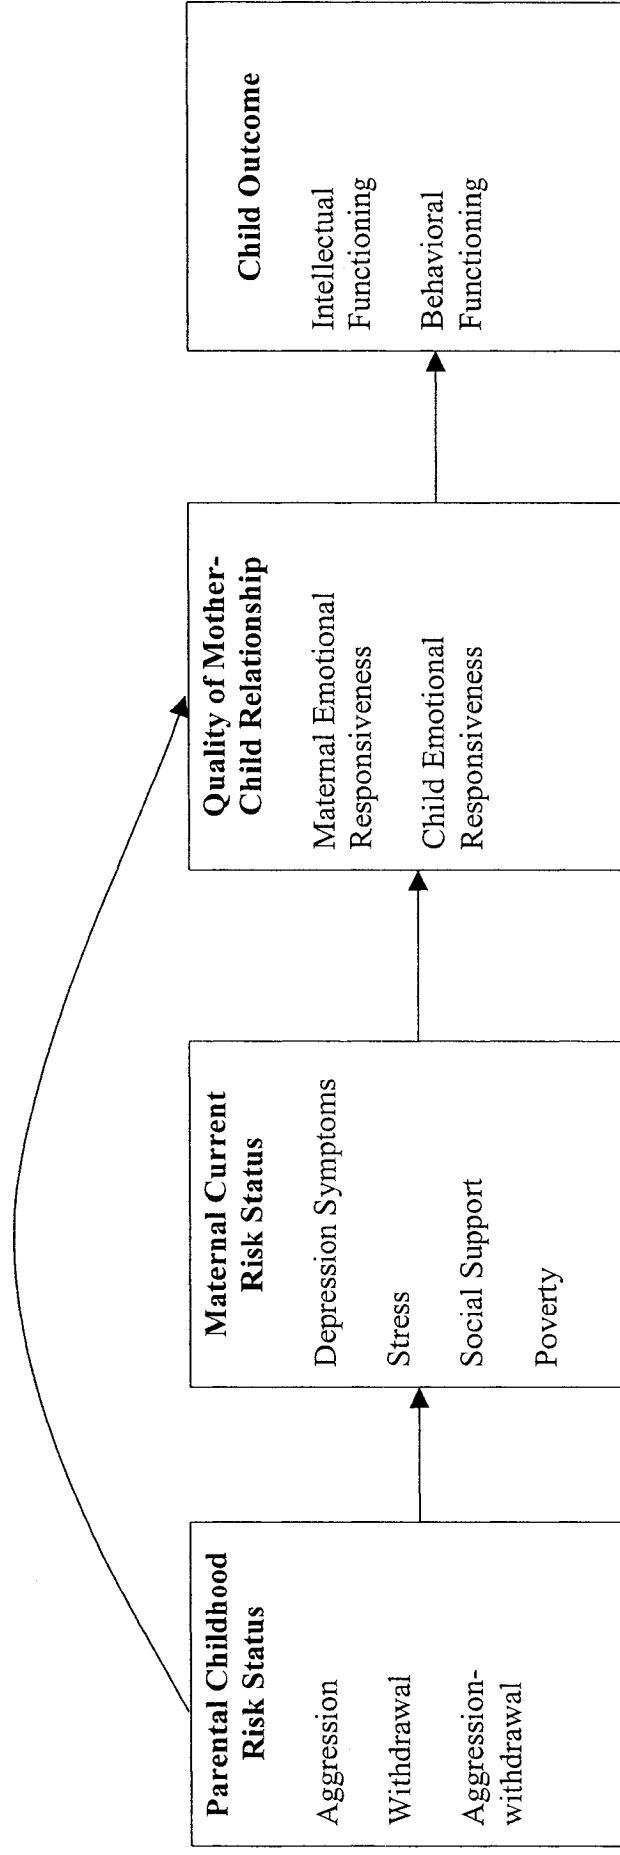 Parental Childhood
Risk Status
Aggression
Withdrawal
Aggression-
withdrawal
Maternal Current
Risk Status
Depression Symptoms
Stress
Social Support
Poverty
Quality of Mother-
Child Relationship
Maternal Emotional
Responsiveness
Child Emotional
Responsiveness
Child Outcome
Intellectual
Functioning
Behavioral
Functioning